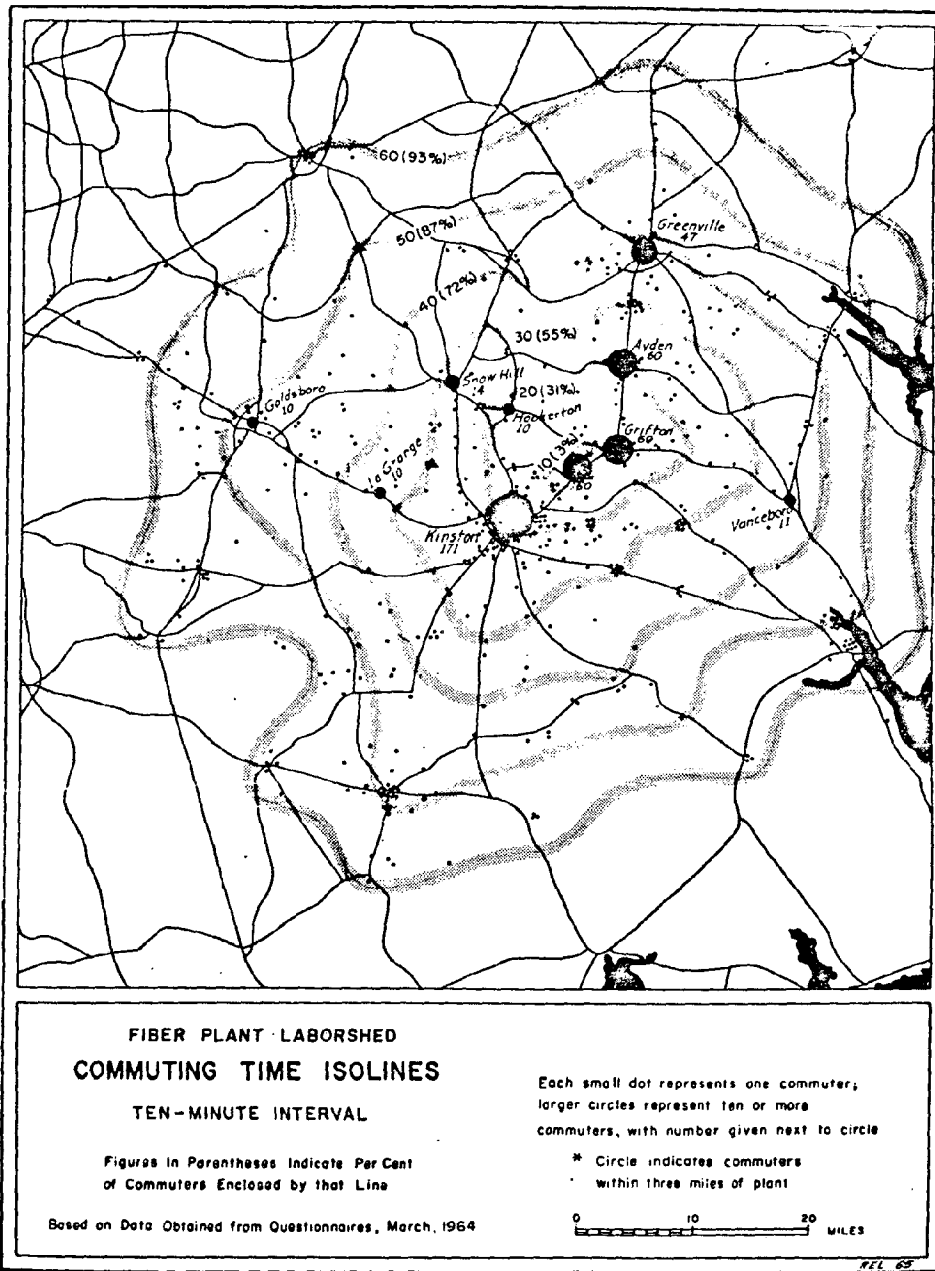 60(93%)
50(87%)
Greenville
47
40(72%)
30(55%)
Ayden
60
Snow Hill
14
20(31%)
Goldsboro
10
Hookerton
10
Grifton
69
10(3%)
La Grange
10
60
Kinston
171
Vanceboro
11
FIBER PLANT LABORSHED
COMMUTING TIME ISOLINES
TEN-MINUTE INTERVAL
Figures in Parentheses Indicate Per Cent
of Commuters Enclosed by that Line
Based on Data Obtained from Questionnaires, March, 1964
Each small dot represents one commuter;
larger circles represent ten or more
commuters, with number given next to circle
* Circle indicates commuters
within three miles of plant
0 10 20
MILES
REL 65